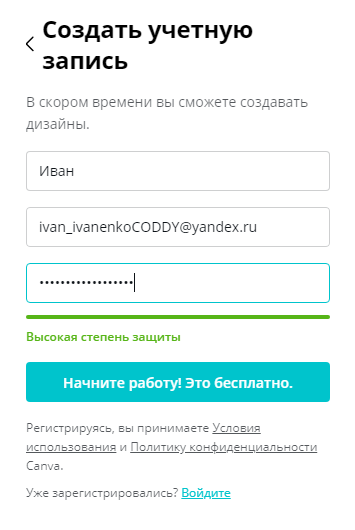 Создать учетную
запись
В скором времени вы сможете создавать
дизайны.
Иван
ivan_ivanenkoCODDY@yandex.ru
••••••••••••••••••
Высокая степень защиты
Начните работу! Это бесплатно.
Регистрируясь, вы принимаете Условия
использования и Политику конфиденциальности
Canva.
Уже зарегистрировались? Войдите